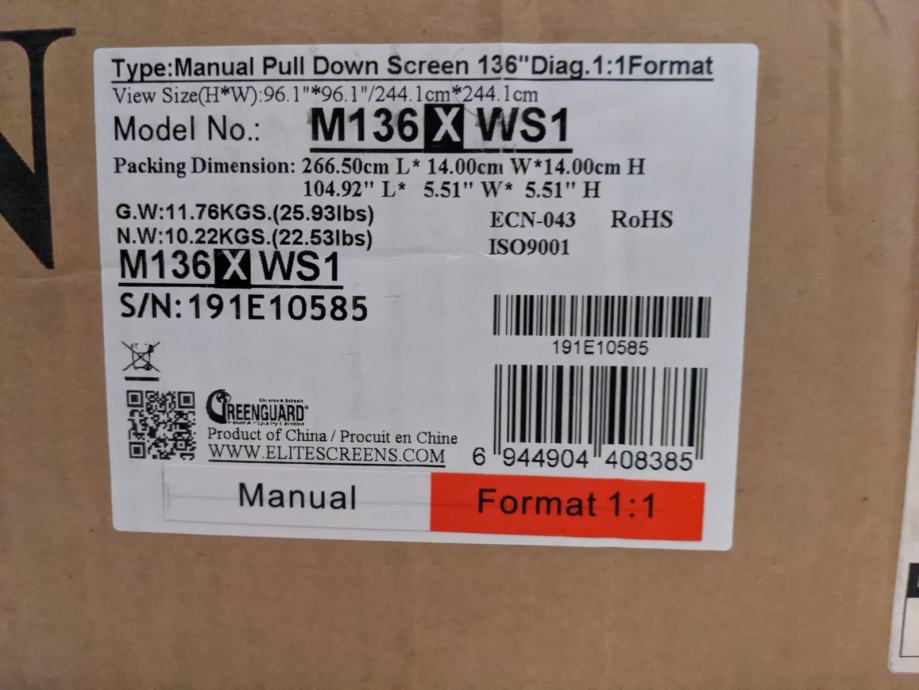 N
Type:Manual Pull Down Screen 136"Diag.1:1Format
View Size(H*W):96.1"*96.1"/244.1cm*244.1cm
Model No.: M136XWS1
Packing Dimension: 266.50cm L* 14.00cm W*14.00cm H
104.92" L* 5.51" W* 5.51" H
G.W:11.76KGS.(25.93lbs)
N.W:10.22KGS.(22.53lbs)
ECN-043 RoHS
ISO9001
M136XWS1
S/N:191E10585
191E10585
GREENGUARD
Product of China / Procuit en Chine
WWW.ELITESCREENS.COM
6 944904 408385
Manual
Format 1:1